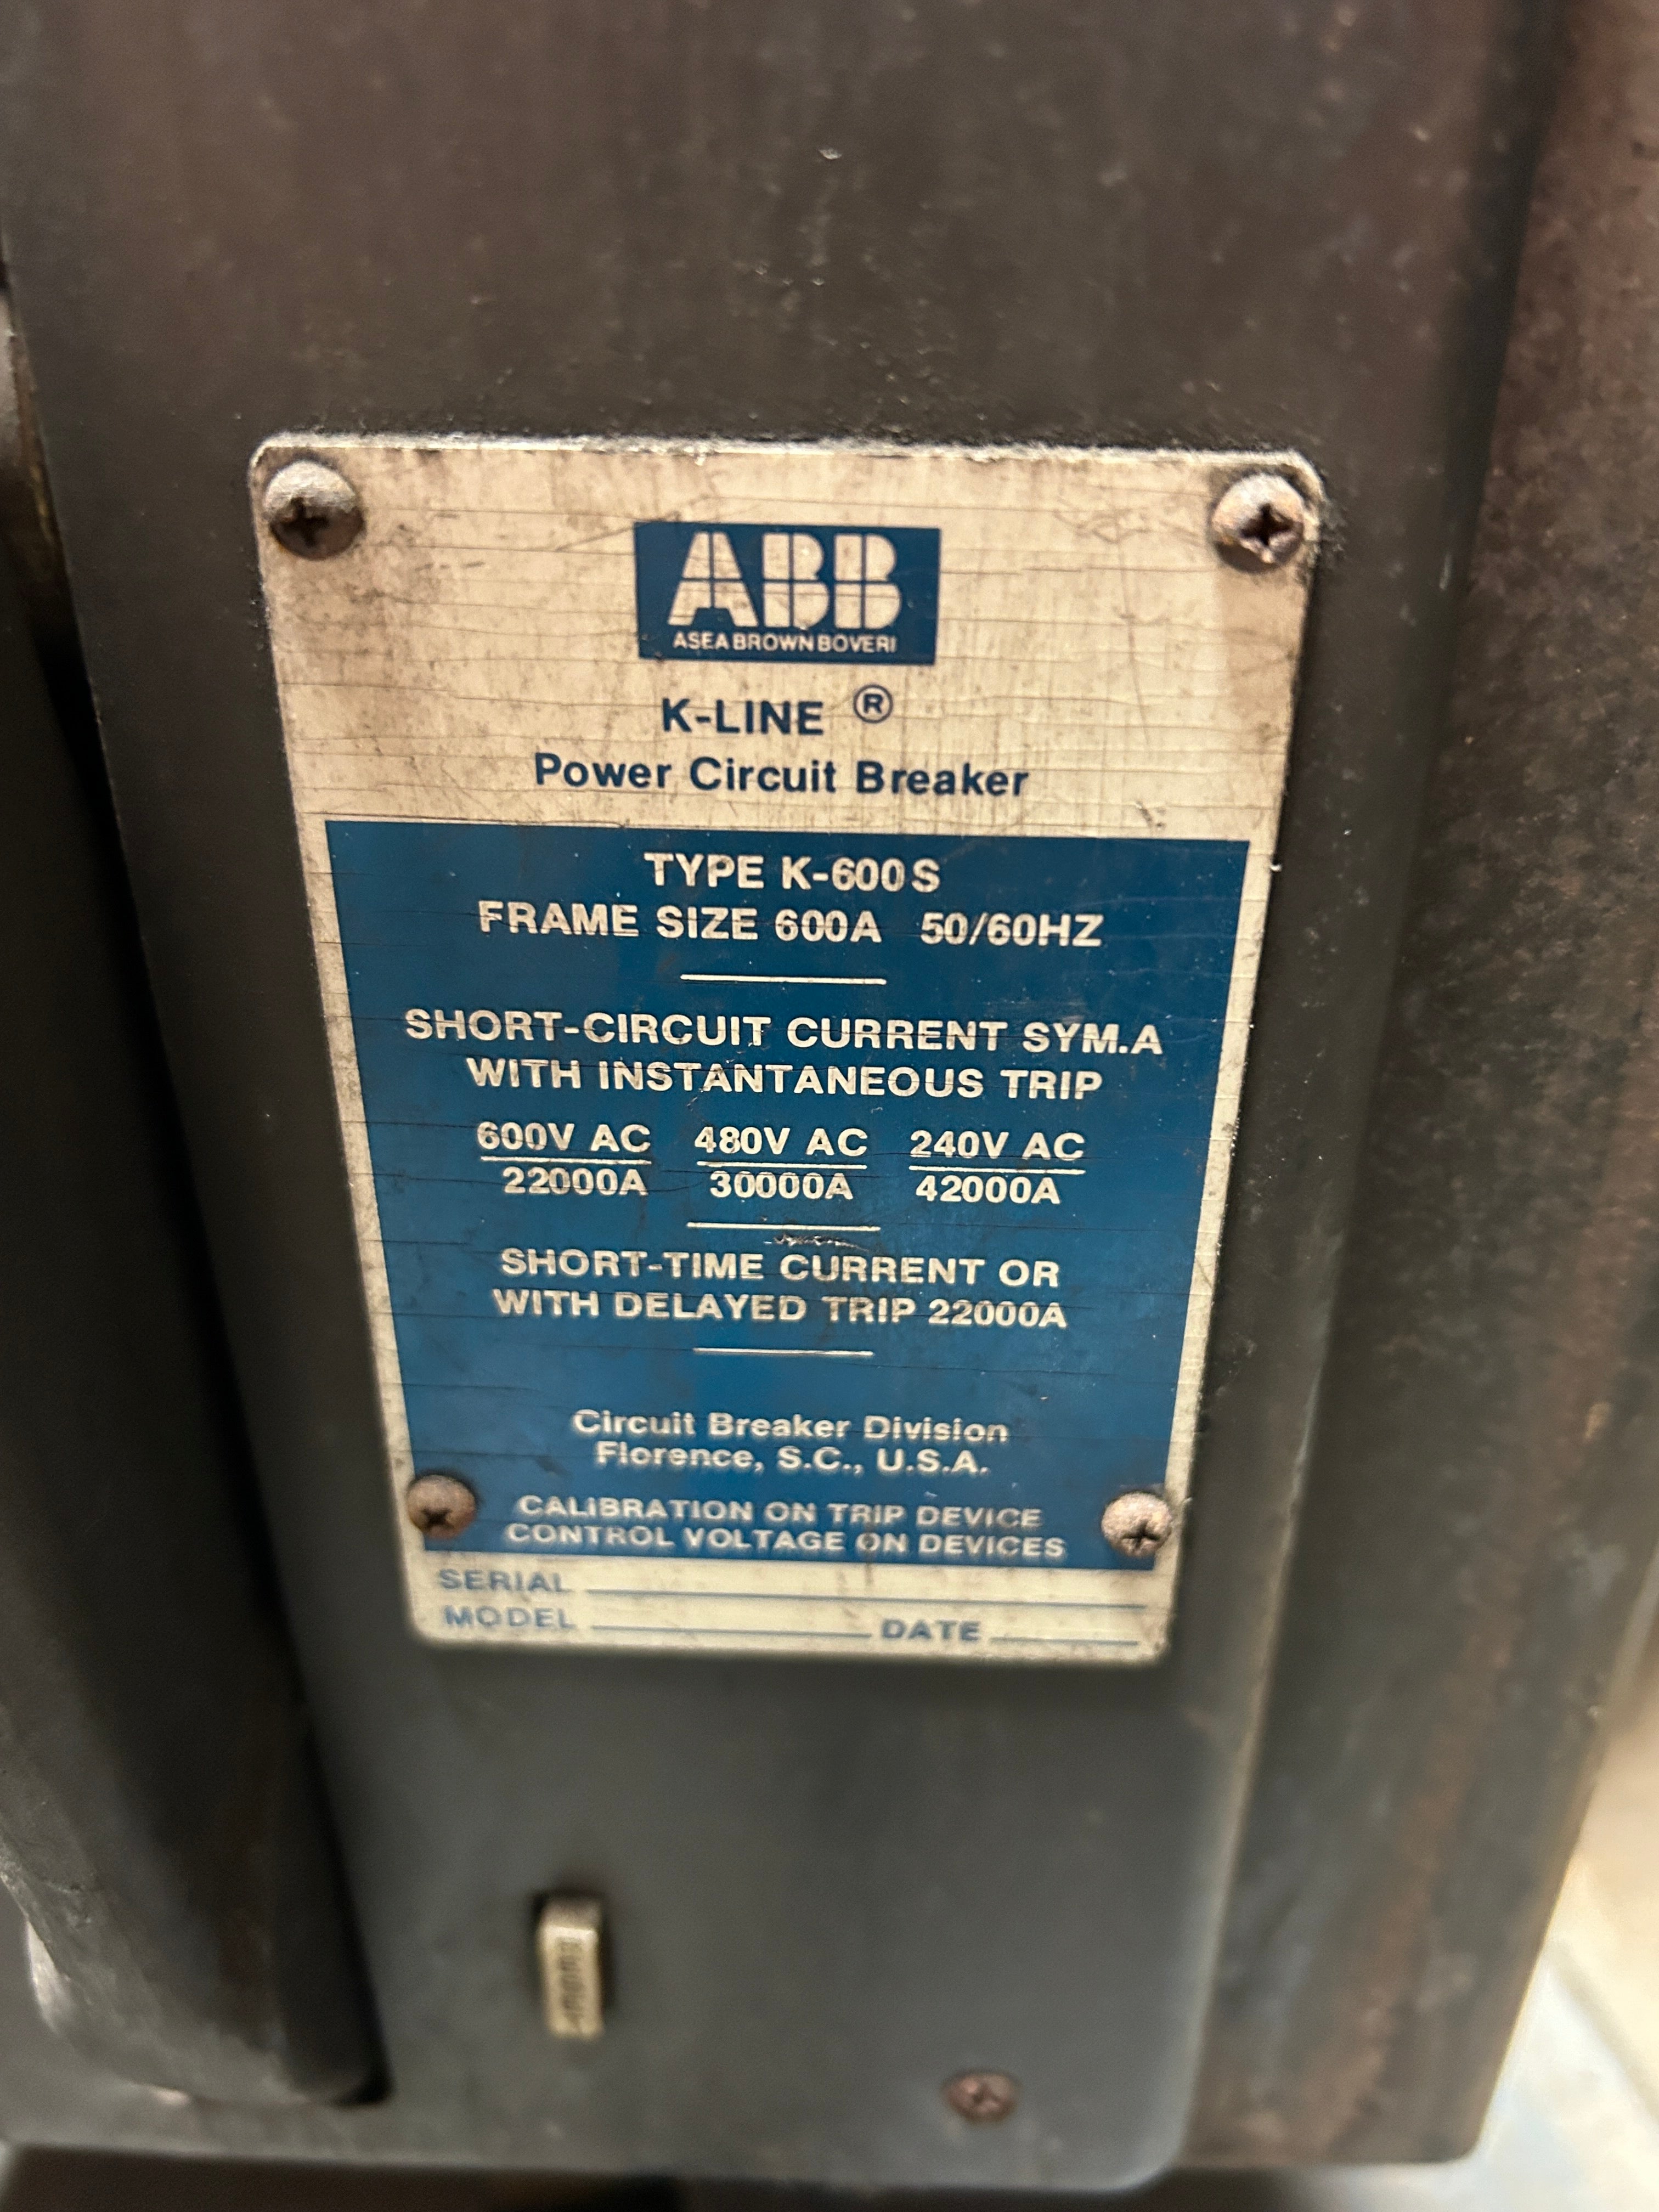 ABB
ASEA BROWN BOVERI
K-LINE ®
Power Circuit Breaker
TYPE K-600S
FRAME SIZE 600A 50/60HZ
SHORT-CIRCUIT CURRENT SYM.A
WITH INSTANTANEOUS TRIP
600V AC 480V AC 240V AC
22000A 30000A 42000A
SHORT-TIME CURRENT OR
WITH DELAYED TRIP 22000A
Circuit Breaker Division
Florence, S.C., U.S.A.
CALIBRATION ON TRIP DEVICE
CONTROL VOLTAGE ON DEVICES
SERIAL
MODEL DATE